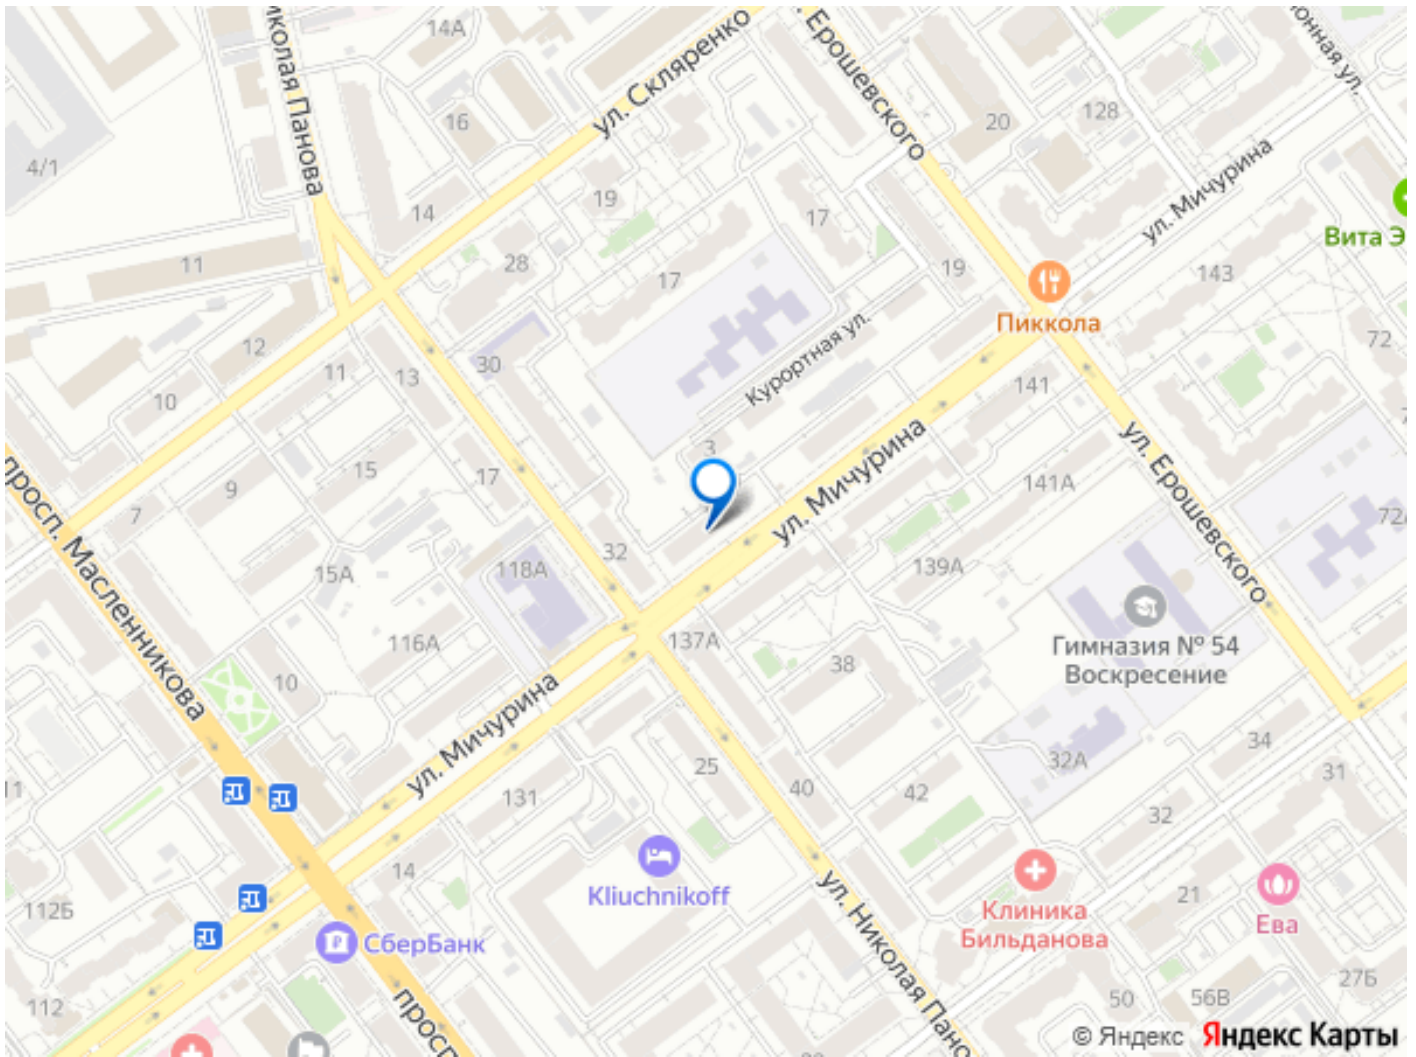 14А
ул. Скляренко
Ерошевского
онная ул.
иколая Панова
16
20
128
4/1
ул. Мичурина
19
14
17
Вита Э
11
28
17
19
143
Пиккола
12
30
Курортная ул.
72
11
13
141
10
3
ул. Мичурина
ул. Ерошевского
15
17
9
141А
7
72А
просп. Масленникова
32
118А
139А
15А
Гимназия № 54
Воскресение
116А
137А
38
10
ул. Мичурина
34
32А
25
31
11
131
40
42
32
14
Kliuchnikoff
ул. Николая Пано
Клиника
Бильданова
21
Ева
112Б
СберБанк
27Б
112
просп
50
56В
© Яндекс Яндекс Карты